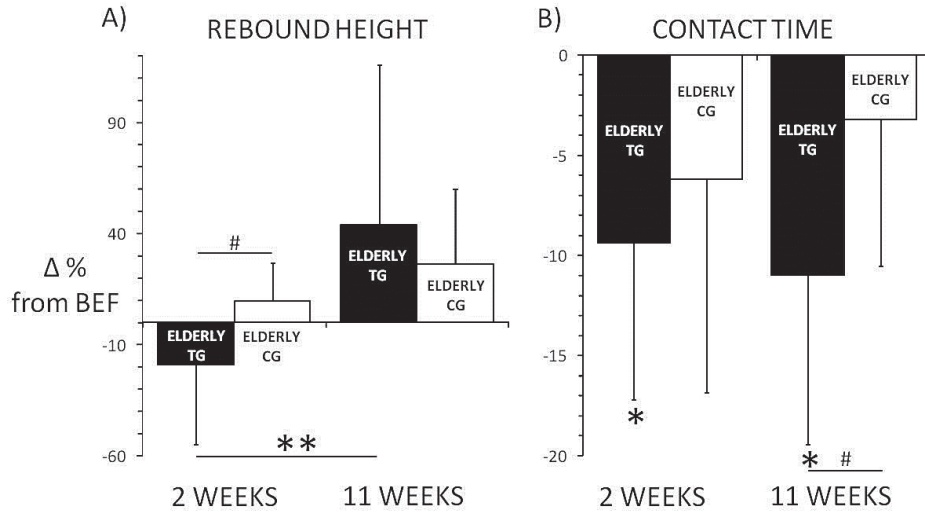 A)
REBOUND HEIGHT
Δ %
from BEF
90
40
-10
-60
#
ELDERLY
TG
ELDERLY
CG
ELDERLY
TG
ELDERLY
CG
**
2 WEEKS
11 WEEKS
B)
CONTACT TIME
0
-5
-10
-15
-20
ELDERLY
TG
ELDERLY
CG
ELDERLY
TG
ELDERLY
CG
*
* #
2 WEEKS
11 WEEKS